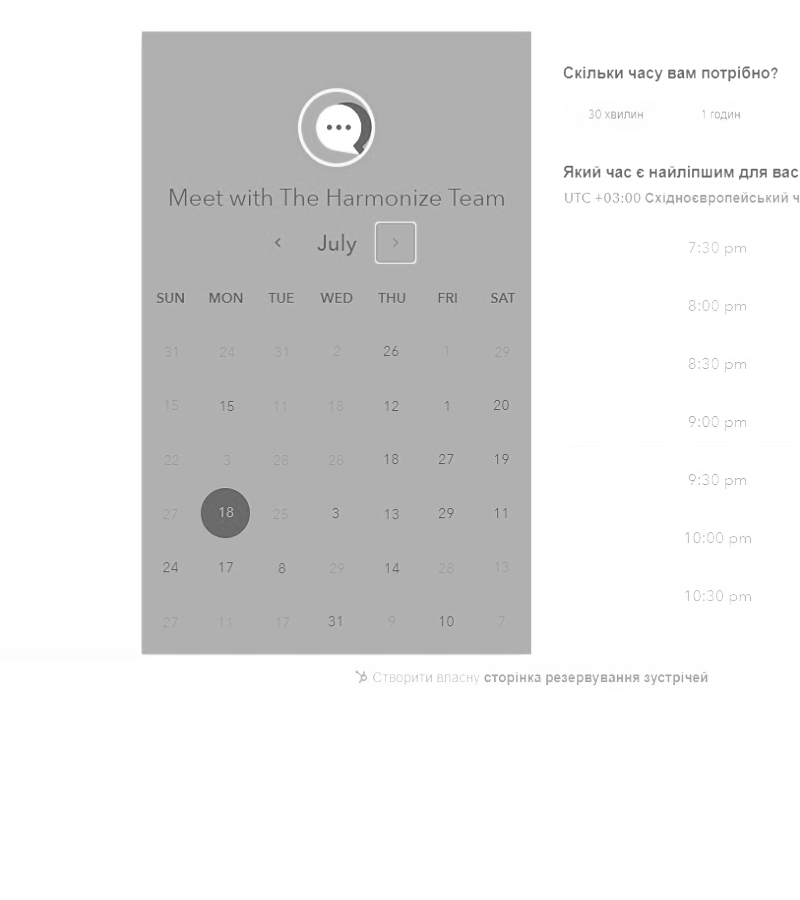 Meet with The Harmonize Team
July
SUN MON TUE WED THU FRI SAT
31 24 31 2 26 1 29
15 15 11 18 12 1 20
22 3 28 28 18 27 19
27 18 25 3 13 29 11
24 17 8 29 14 28 13
27 11 17 31 9 10 7
Скільки часу вам потрібно?
30 хвилин 1 годин
Який час є найліпшим для вас
UTC +03:00 Східноєвропейський ч
7:30 pm
8:00 pm
8:30 pm
9:00 pm
9:30 pm
10:00 pm
10:30 pm
Створити власну сторінка резервування зустрічей